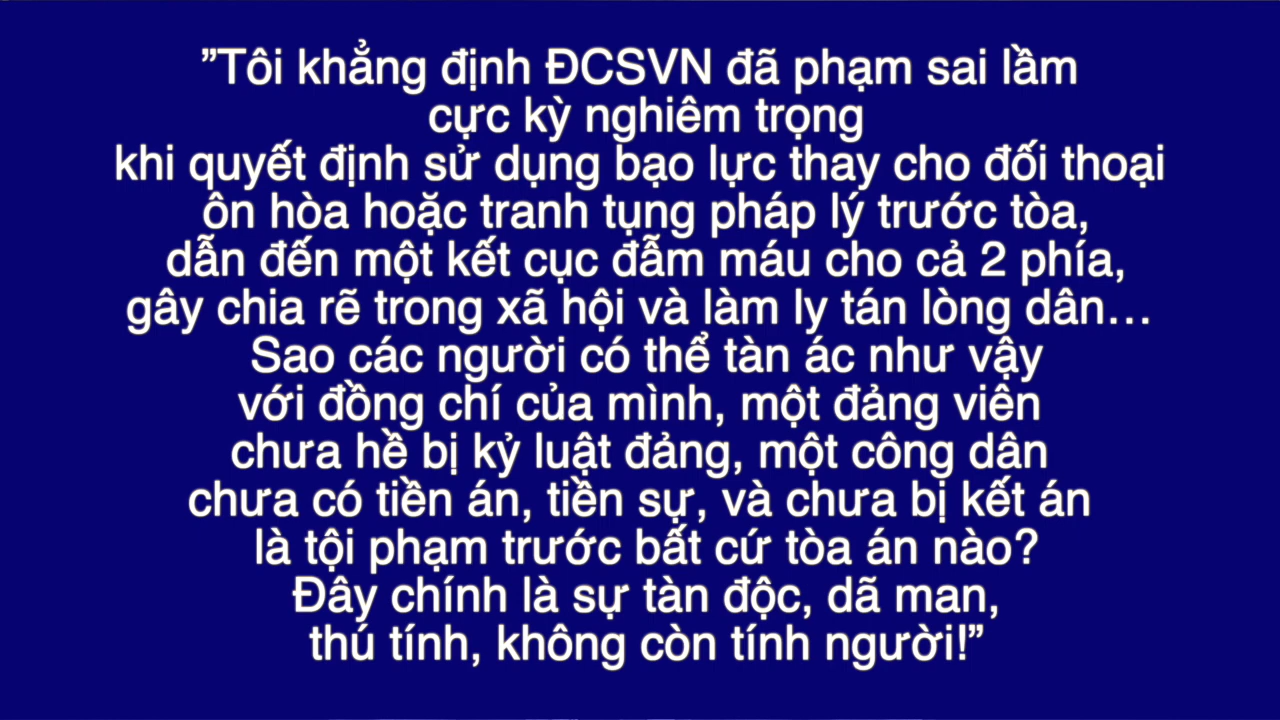 ”Tôi khẳng định ĐCSVN đã phạm sai lầm
cực kỳ nghiêm trọng
khi quyết định sử dụng bạo lực thay cho đối thoại
ôn hòa hoặc tranh tụng pháp lý trước tòa,
dẫn đến một kết cục đẫm máu cho cả 2 phía,
gây chia rẽ trong xã hội và làm ly tán lòng dân…
Sao các người có thể tàn ác như vậy
với đồng chí của mình, một đảng viên
chưa hề bị kỷ luật đảng, một công dân
chưa có tiền án, tiền sự, và chưa bị kết án
là tội phạm trước bất cứ tòa án nào?
Đây chính là sự tàn độc, dã man,
thú tính, không còn tính người!”